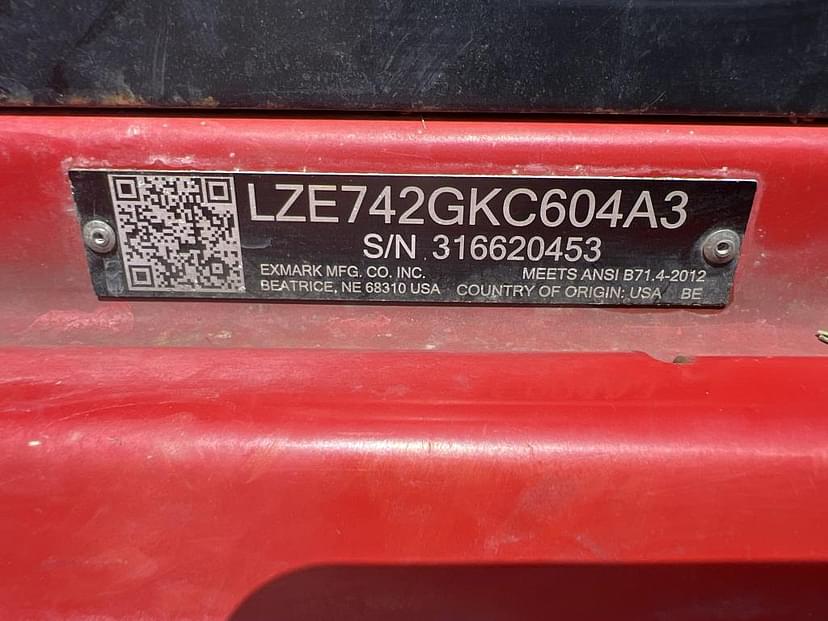 LZE742GKC604A3
S/N 316620453
EXMARK MFG. CO. INC. MEETS ANSI B71.4-2012
BEATRICE, NE 68310 USA COUNTRY OF ORIGIN: USA BE